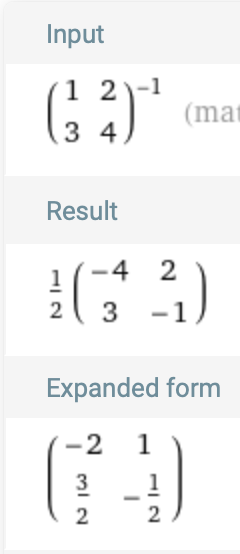 Input
( 1 2
3 4 )^-1 (mat
Result
1/2 ( -4 2
3 -1 )
Expanded form
( -2 1
3/2 -1/2 )